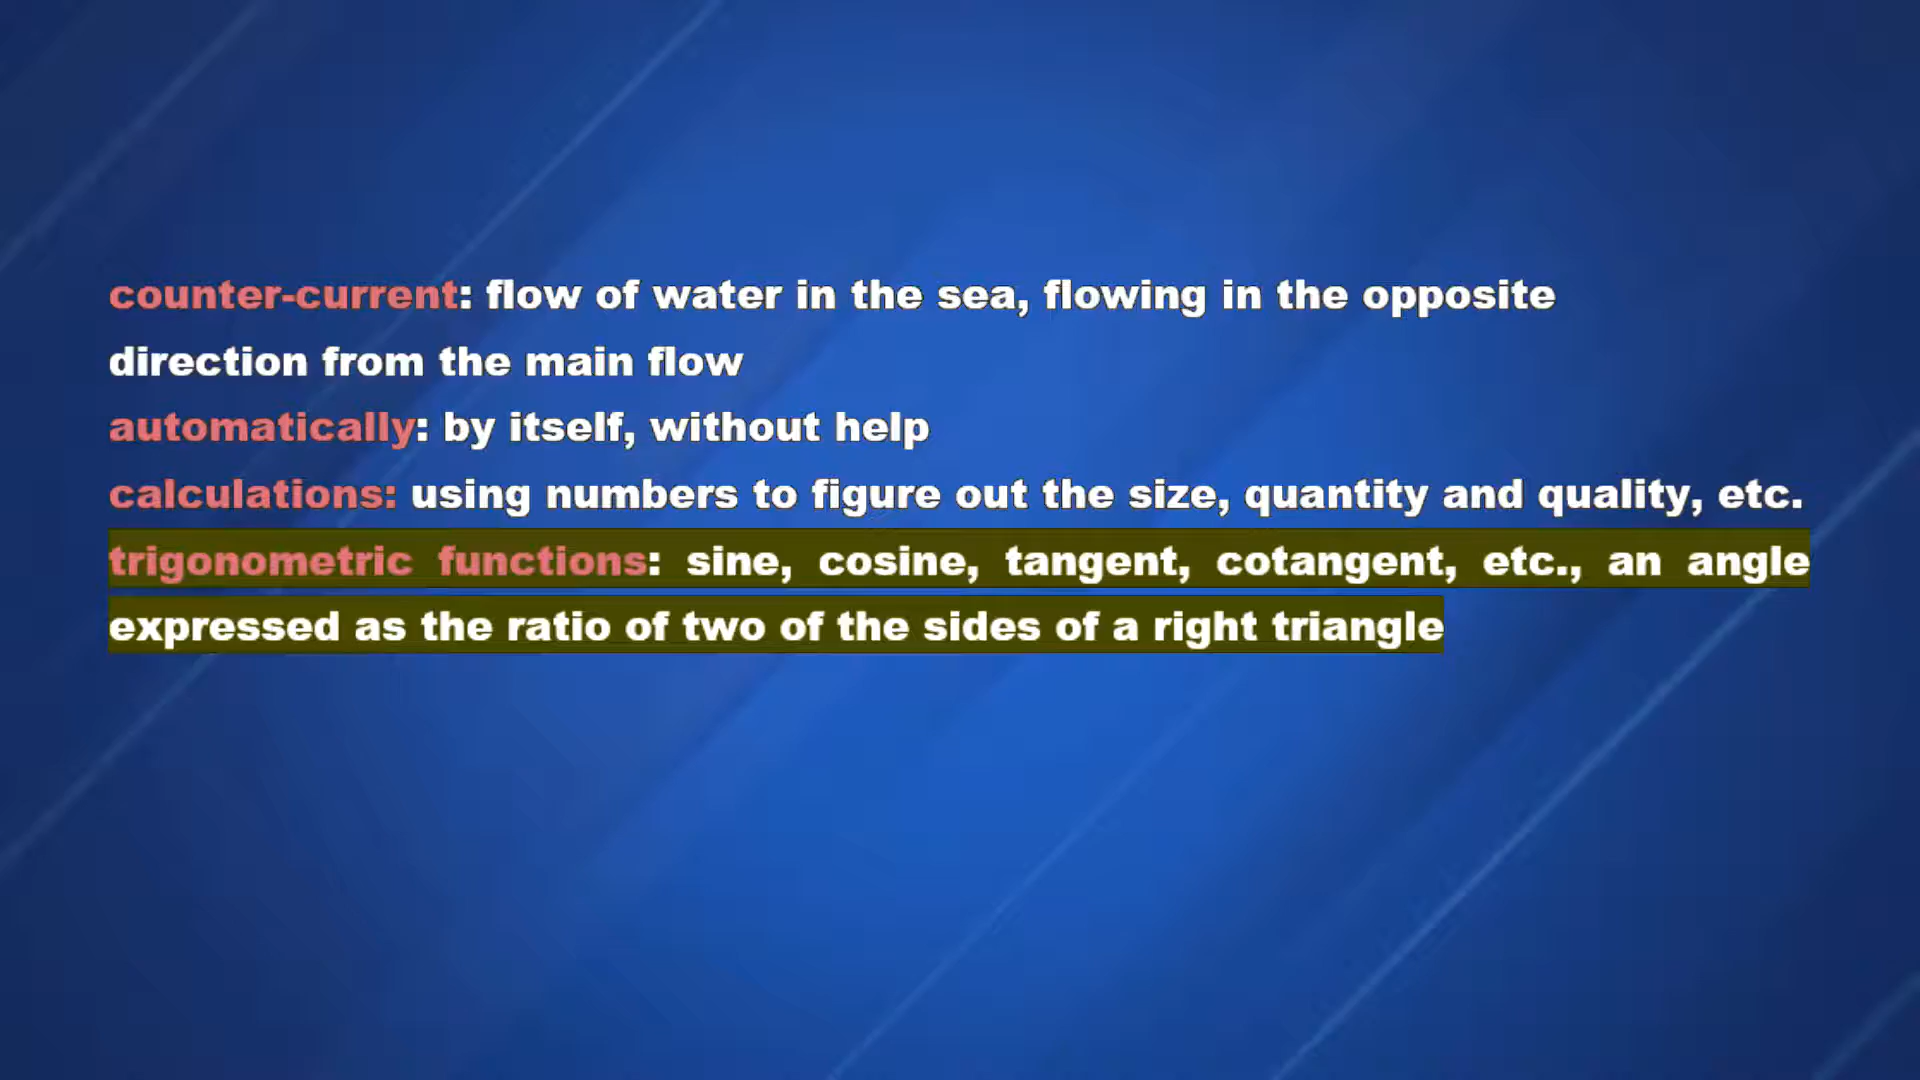 counter-current: flow of water in the sea, flowing in the opposite
direction from the main flow
automatically: by itself, without help
calculations: using numbers to figure out the size, quantity and quality, etc.
trigonometric functions: sine, cosine, tangent, cotangent, etc., an angle
expressed as the ratio of two of the sides of a right triangle